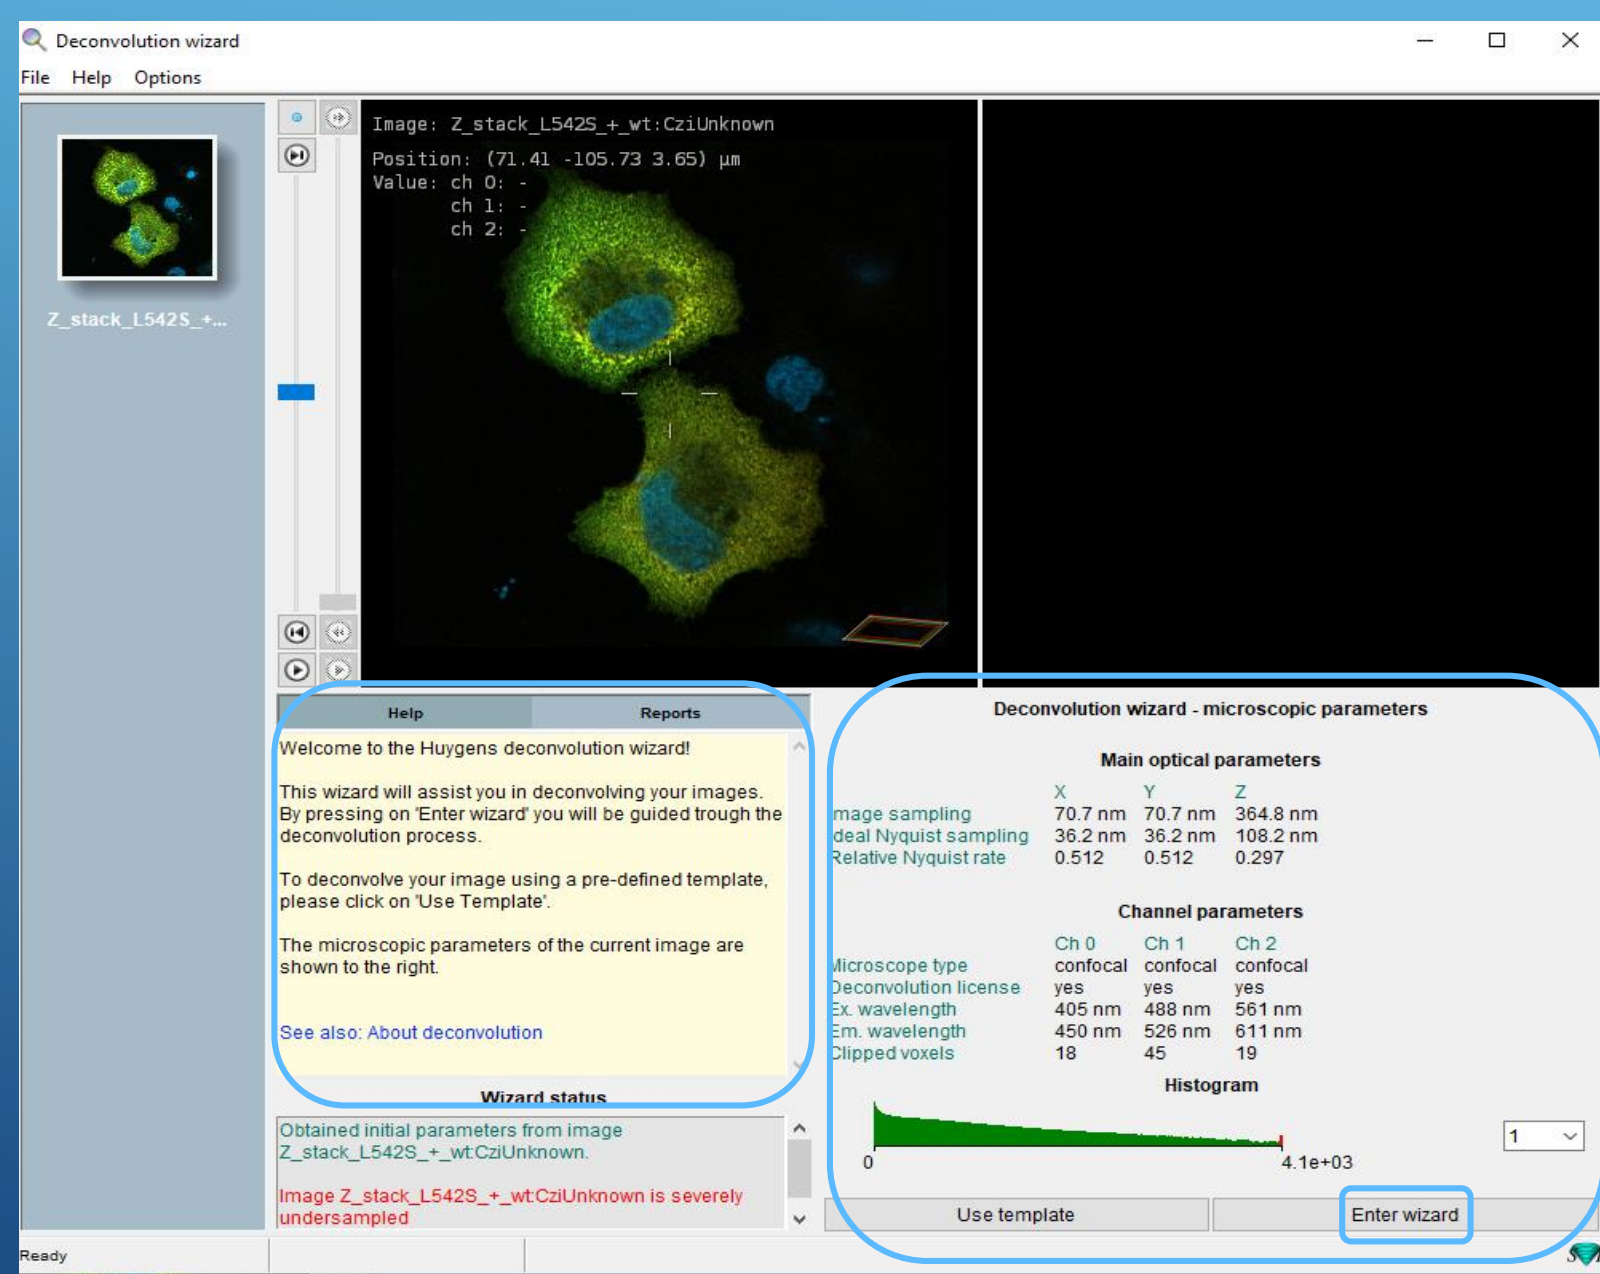 Deconvolution wizard
File Help Options
Z_stack_L542S_+...
Image: Z_stack_L542S_+_wt:CziUnknown
Position: (71.41 -105.73 3.65) µm
Value: ch 0: -
ch 1: -
ch 2: -
Help Reports
Welcome to the Huygens deconvolution wizard!
This wizard will assist you in deconvolving your images.
By pressing on 'Enter wizard' you will be guided trough the
deconvolution process.
To deconvolve your image using a pre-defined template,
please click on 'Use Template'.
The microscopic parameters of the current image are
shown to the right.
See also: About deconvolution
Wizard status
Obtained initial parameters from image
Z_stack_L542S_+_wt:CziUnknown.
Image Z_stack_L542S_+_wt:CziUnknown is severely
undersampled
Deconvolution wizard - microscopic parameters
Main optical parameters
X Y Z
Image sampling 70.7 nm 70.7 nm 364.8 nm
Ideal Nyquist sampling 36.2 nm 36.2 nm 108.2 nm
Relative Nyquist rate 0.512 0.512 0.297
Channel parameters
Ch 0 Ch 1 Ch 2
Microscope type confocal confocal confocal
Deconvolution license yes yes yes
Ex. wavelength 405 nm 488 nm 561 nm
Em. wavelength 450 nm 526 nm 611 nm
Clipped voxels 18 45 19
Histogram
1
0 4.1e+03
Use template Enter wizard
Ready